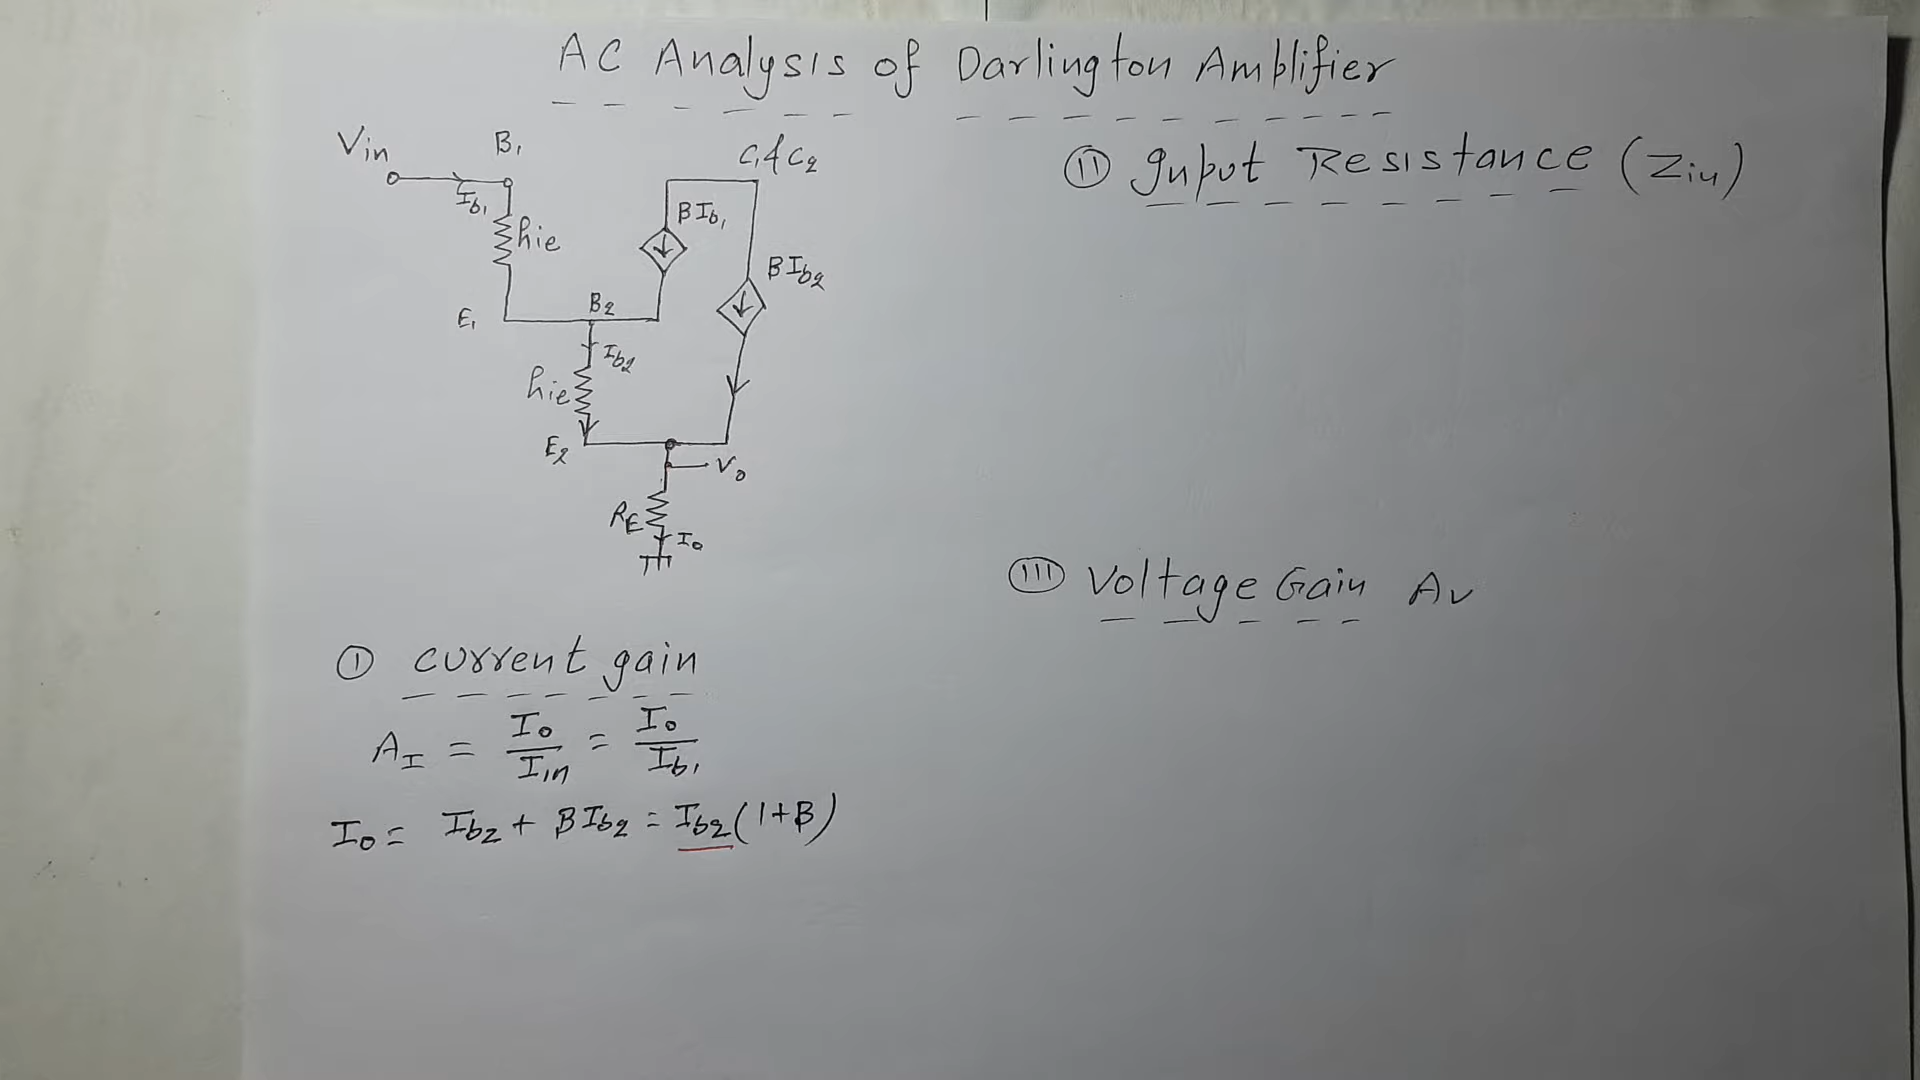 AC Analysis of Darlington Amplifier
Vin
B1
C1 & C2
Ib1
hie
βIb1
βIb2
E1
B2
Ib2
hie
E2
Vo
RE
Io
① current gain
AI = Io/Iin = Io/Ib1
Io = Ib2 + βIb2 = Ib2(1+β)
Ⅱ Input Resistance (Zin)
Ⅲ Voltage Gain Av